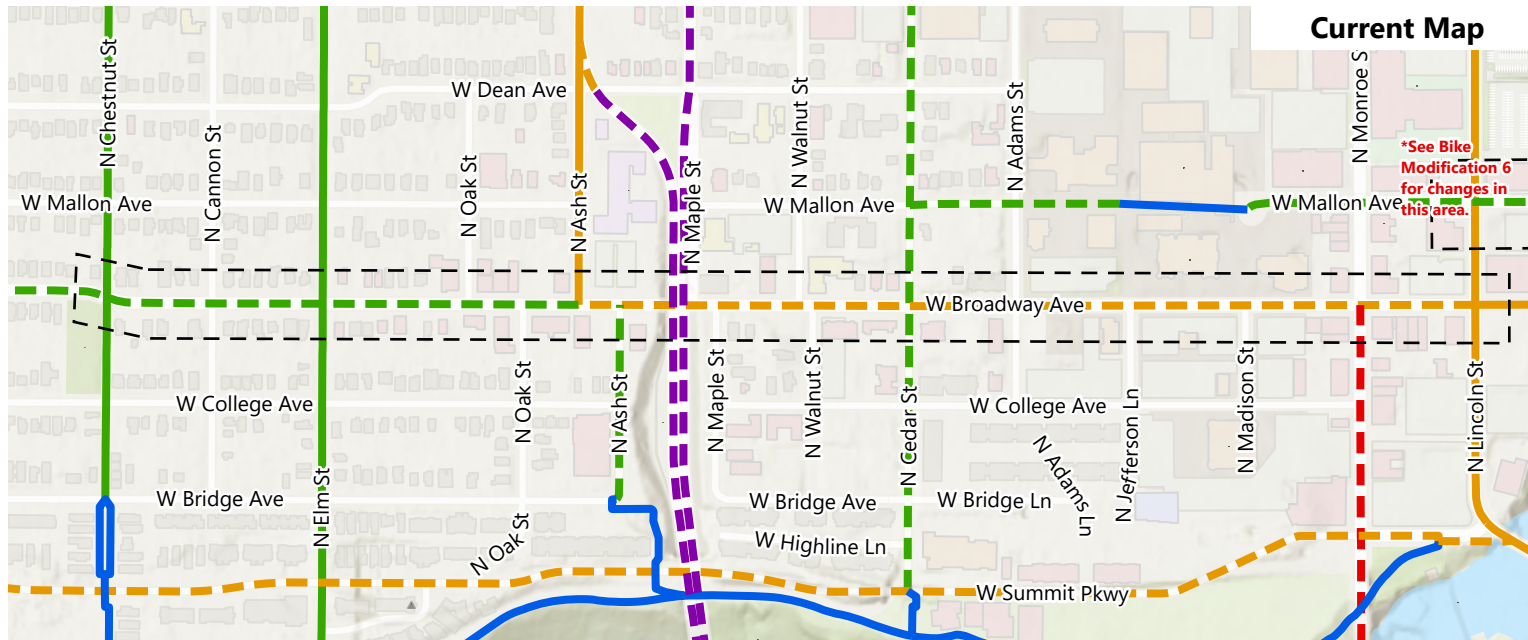 Current Map
N Chestnut St
W Dean Ave
N Walnut St
N Adams St
N Monroe S
*See Bike
Modification 6
for changes in
this area.
N Cannon St
N Oak St
N Ash St
N Maple St
W Mallon Ave
W Mallon Ave
W Mallon Ave
W Broadway Ave
N Oak St
N Ash St
N Maple St
N Walnut St
N Cedar St
N Jefferson Ln
N Madison St
N Lincoln St
W College Ave
W College Ave
N Adams Ln
N Elm St
W Bridge Ave
W Bridge Ave
W Bridge Ln
N Oak St
W Highline Ln
W Summit Pkwy